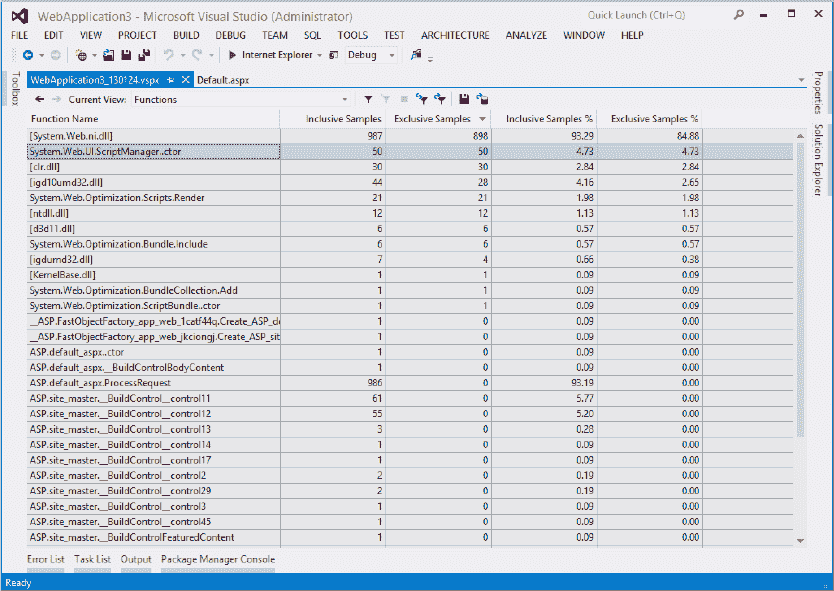 WebApplication3 - Microsoft Visual Studio (Administrator)
Quick Launch (Ctrl+Q)
FILE EDIT VIEW PROJECT BUILD DEBUG TEAM SQL TOOLS TEST ARCHITECTURE ANALYZE WINDOW HELP
Internet Explorer Debug
Toolbox
WebApplication3_130124.vspx Default.aspx
Current View: Functions
Function Name Inclusive Samples Exclusive Samples Inclusive Samples % Exclusive Samples %
[System.Web.ni.dll] 987 898 93.29 84.88
System.Web.UI.ScriptManager..ctor 50 50 4.73 4.73
[clr.dll] 30 30 2.84 2.84
[igd10umd32.dll] 44 28 4.16 2.65
System.Web.Optimization.Scripts.Render 21 21 1.98 1.98
[ntdll.dll] 12 12 1.13 1.13
[d3d11.dll] 6 6 0.57 0.57
System.Web.Optimization.Bundle.Include 6 6 0.57 0.57
[igdumd32.dll] 7 4 0.66 0.38
[KernelBase.dll] 1 1 0.09 0.09
System.Web.Optimization.BundleCollection.Add 1 1 0.09 0.09
System.Web.Optimization.ScriptBundle..ctor 1 1 0.09 0.09
__ASP.FastObjectFactory_app_web_1catf44q.Create_ASP_de 1 0 0.09 0.00
__ASP.FastObjectFactory_app_web_jkciongj.Create_ASP_sit 1 0 0.09 0.00
ASP.default_aspx..ctor 1 0 0.09 0.00
ASP.default_aspx.__BuildControlBodyContent 1 0 0.09 0.00
ASP.default_aspx.ProcessRequest 986 0 93.19 0.00
ASP.site_master.__BuildControl__control11 61 0 5.77 0.00
ASP.site_master.__BuildControl__control12 55 0 5.20 0.00
ASP.site_master.__BuildControl__control13 3 0 0.28 0.00
ASP.site_master.__BuildControl__control14 1 0 0.09 0.00
ASP.site_master.__BuildControl__control17 1 0 0.09 0.00
ASP.site_master.__BuildControl__control2 2 0 0.19 0.00
ASP.site_master.__BuildControl__control29 2 0 0.19 0.00
ASP.site_master.__BuildControl__control3 1 0 0.09 0.00
ASP.site_master.__BuildControl__control45 1 0 0.09 0.00
ASP.site_master.__BuildControlFeaturedContent 1 0 0.09 0.00
Properties
Solution Explorer
Error List Task List Output Package Manager Console
Ready